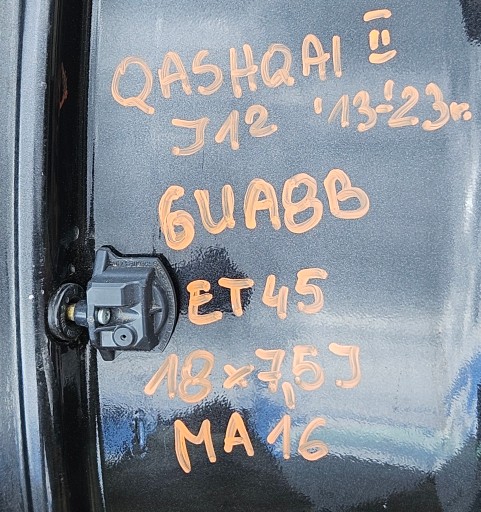 QASHQAI II
J12 '13-'23r.
6UA8B
ET45
18x7,5J
MA16